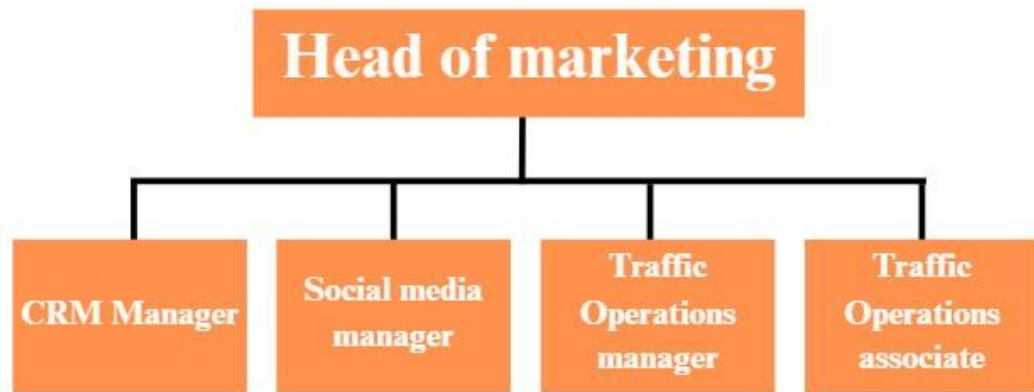 Head of marketing
CRM Manager
Social media
manager
Traffic
Operations
manager
Traffic
Operations
associate